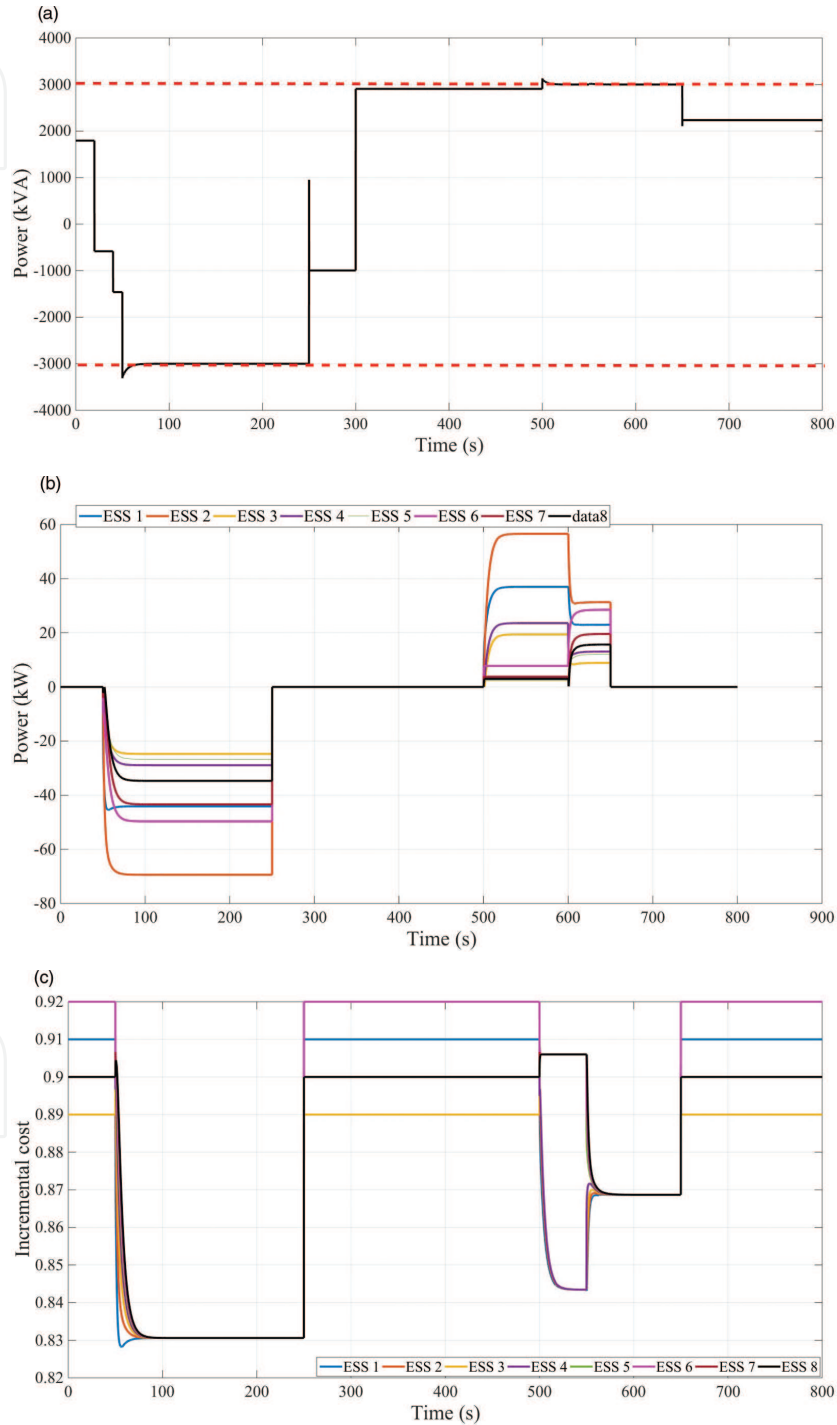 (a)
4000
3000
2000
1000
0
-1000
-2000
-3000
-4000
Power (kVA)
0 100 200 300 400 500 600 700 800
Time (s)
(b)
ESS 1 ESS 2 ESS 3 ESS 4 ESS 5 ESS 6 ESS 7 data8
60
40
20
0
-20
-40
-60
-80
Power (kW)
0 100 200 300 400 500 600 700 800 900
Time (s)
(c)
0.92
0.91
0.9
0.89
0.88
0.87
0.86
0.85
0.84
0.83
0.82
Incremental cost
ESS 1 ESS 2 ESS 3 ESS 4 ESS 5 ESS 6 ESS 7 ESS 8
0 100 200 300 400 500 600 700 800
Time (s)